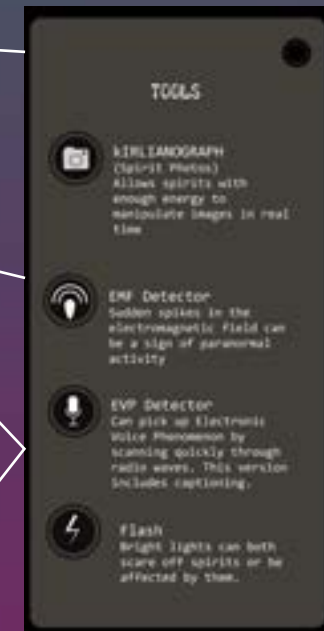 TOOLS
kIRLIANOGRAPH
(Spirit Photos)
Allows spirits with
enough energy to
manipulate images in real
time
EMF Detector
Sudden spikes in the
electromagnetic field can
be a sign of paranormal
activity
EVP Detector
Can pick up Electronic
Voice Phenomenon by
scanning quickly through
radio waves. This version
includes captioning.
flash
Bright lights can both
scare off spirits or be
affected by them.